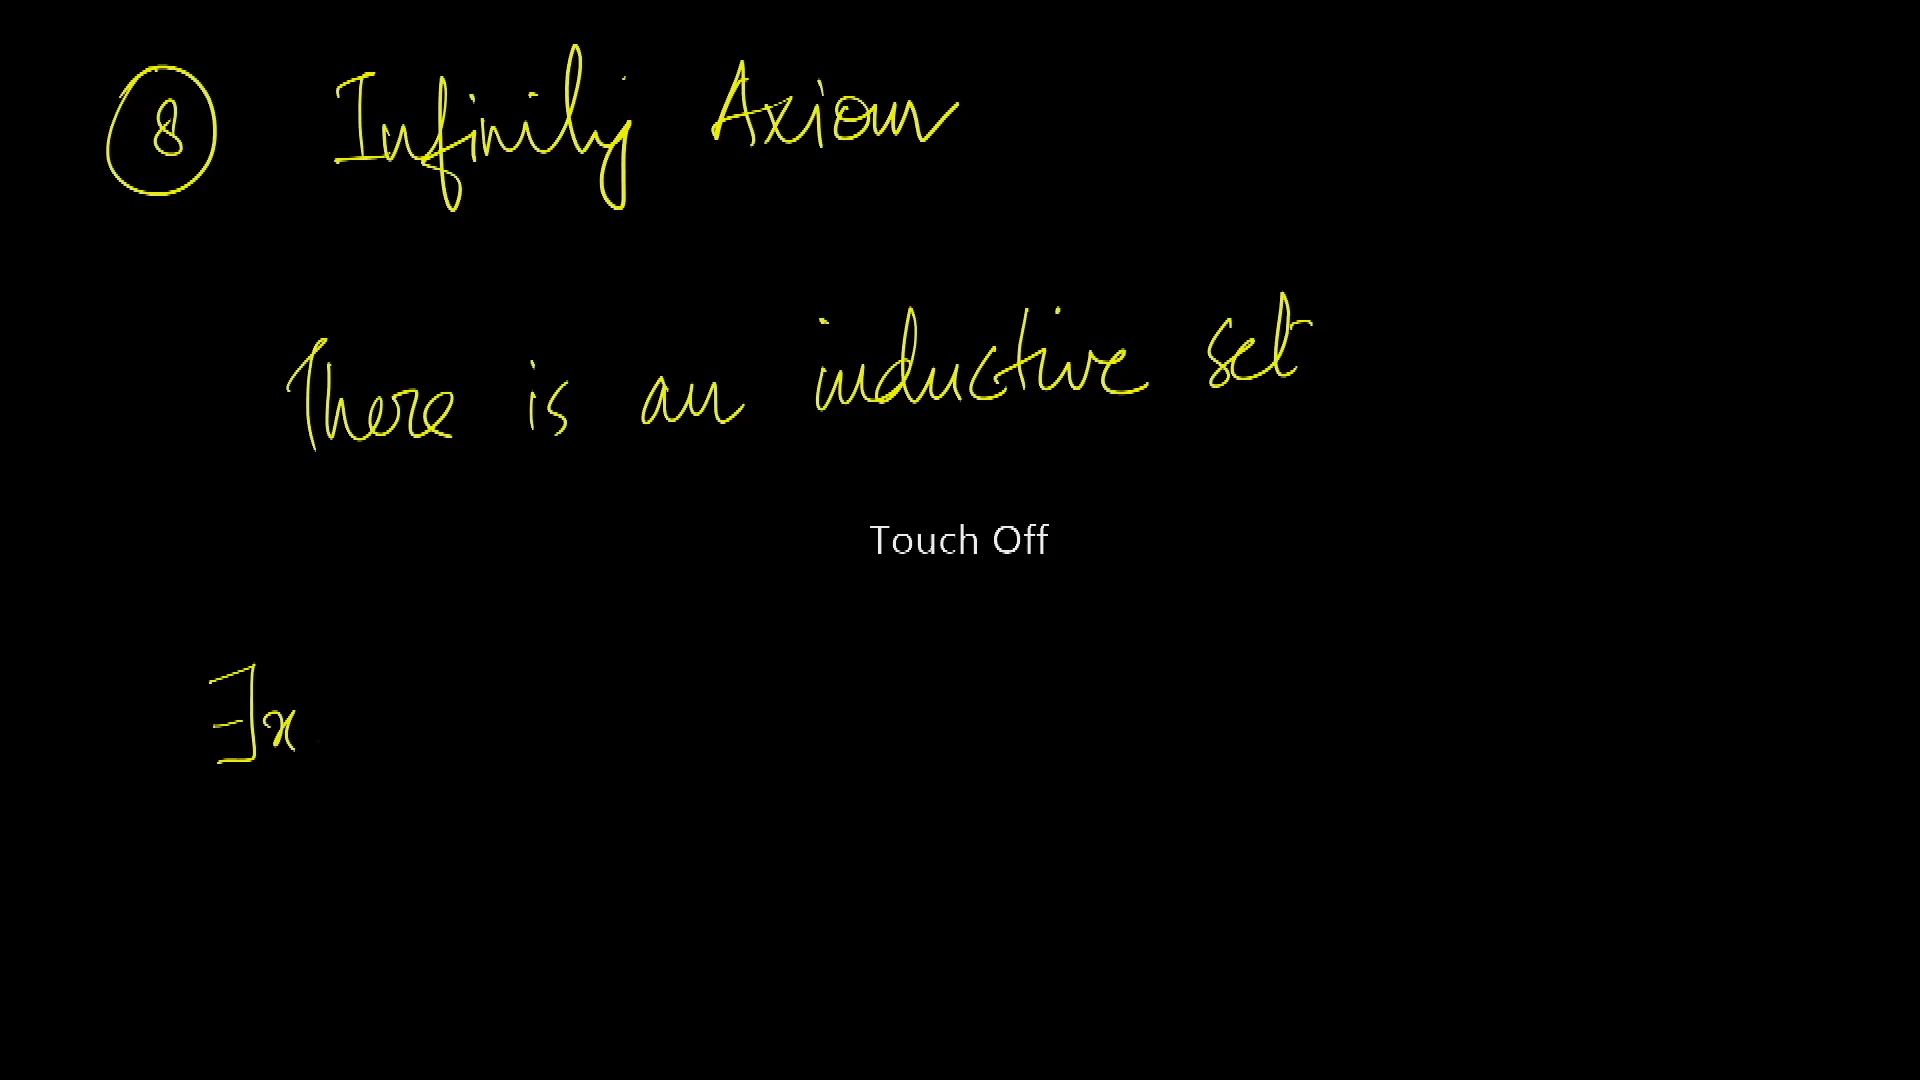 8 Infinity Axiom
There is an inductive set
Touch Off
∃x